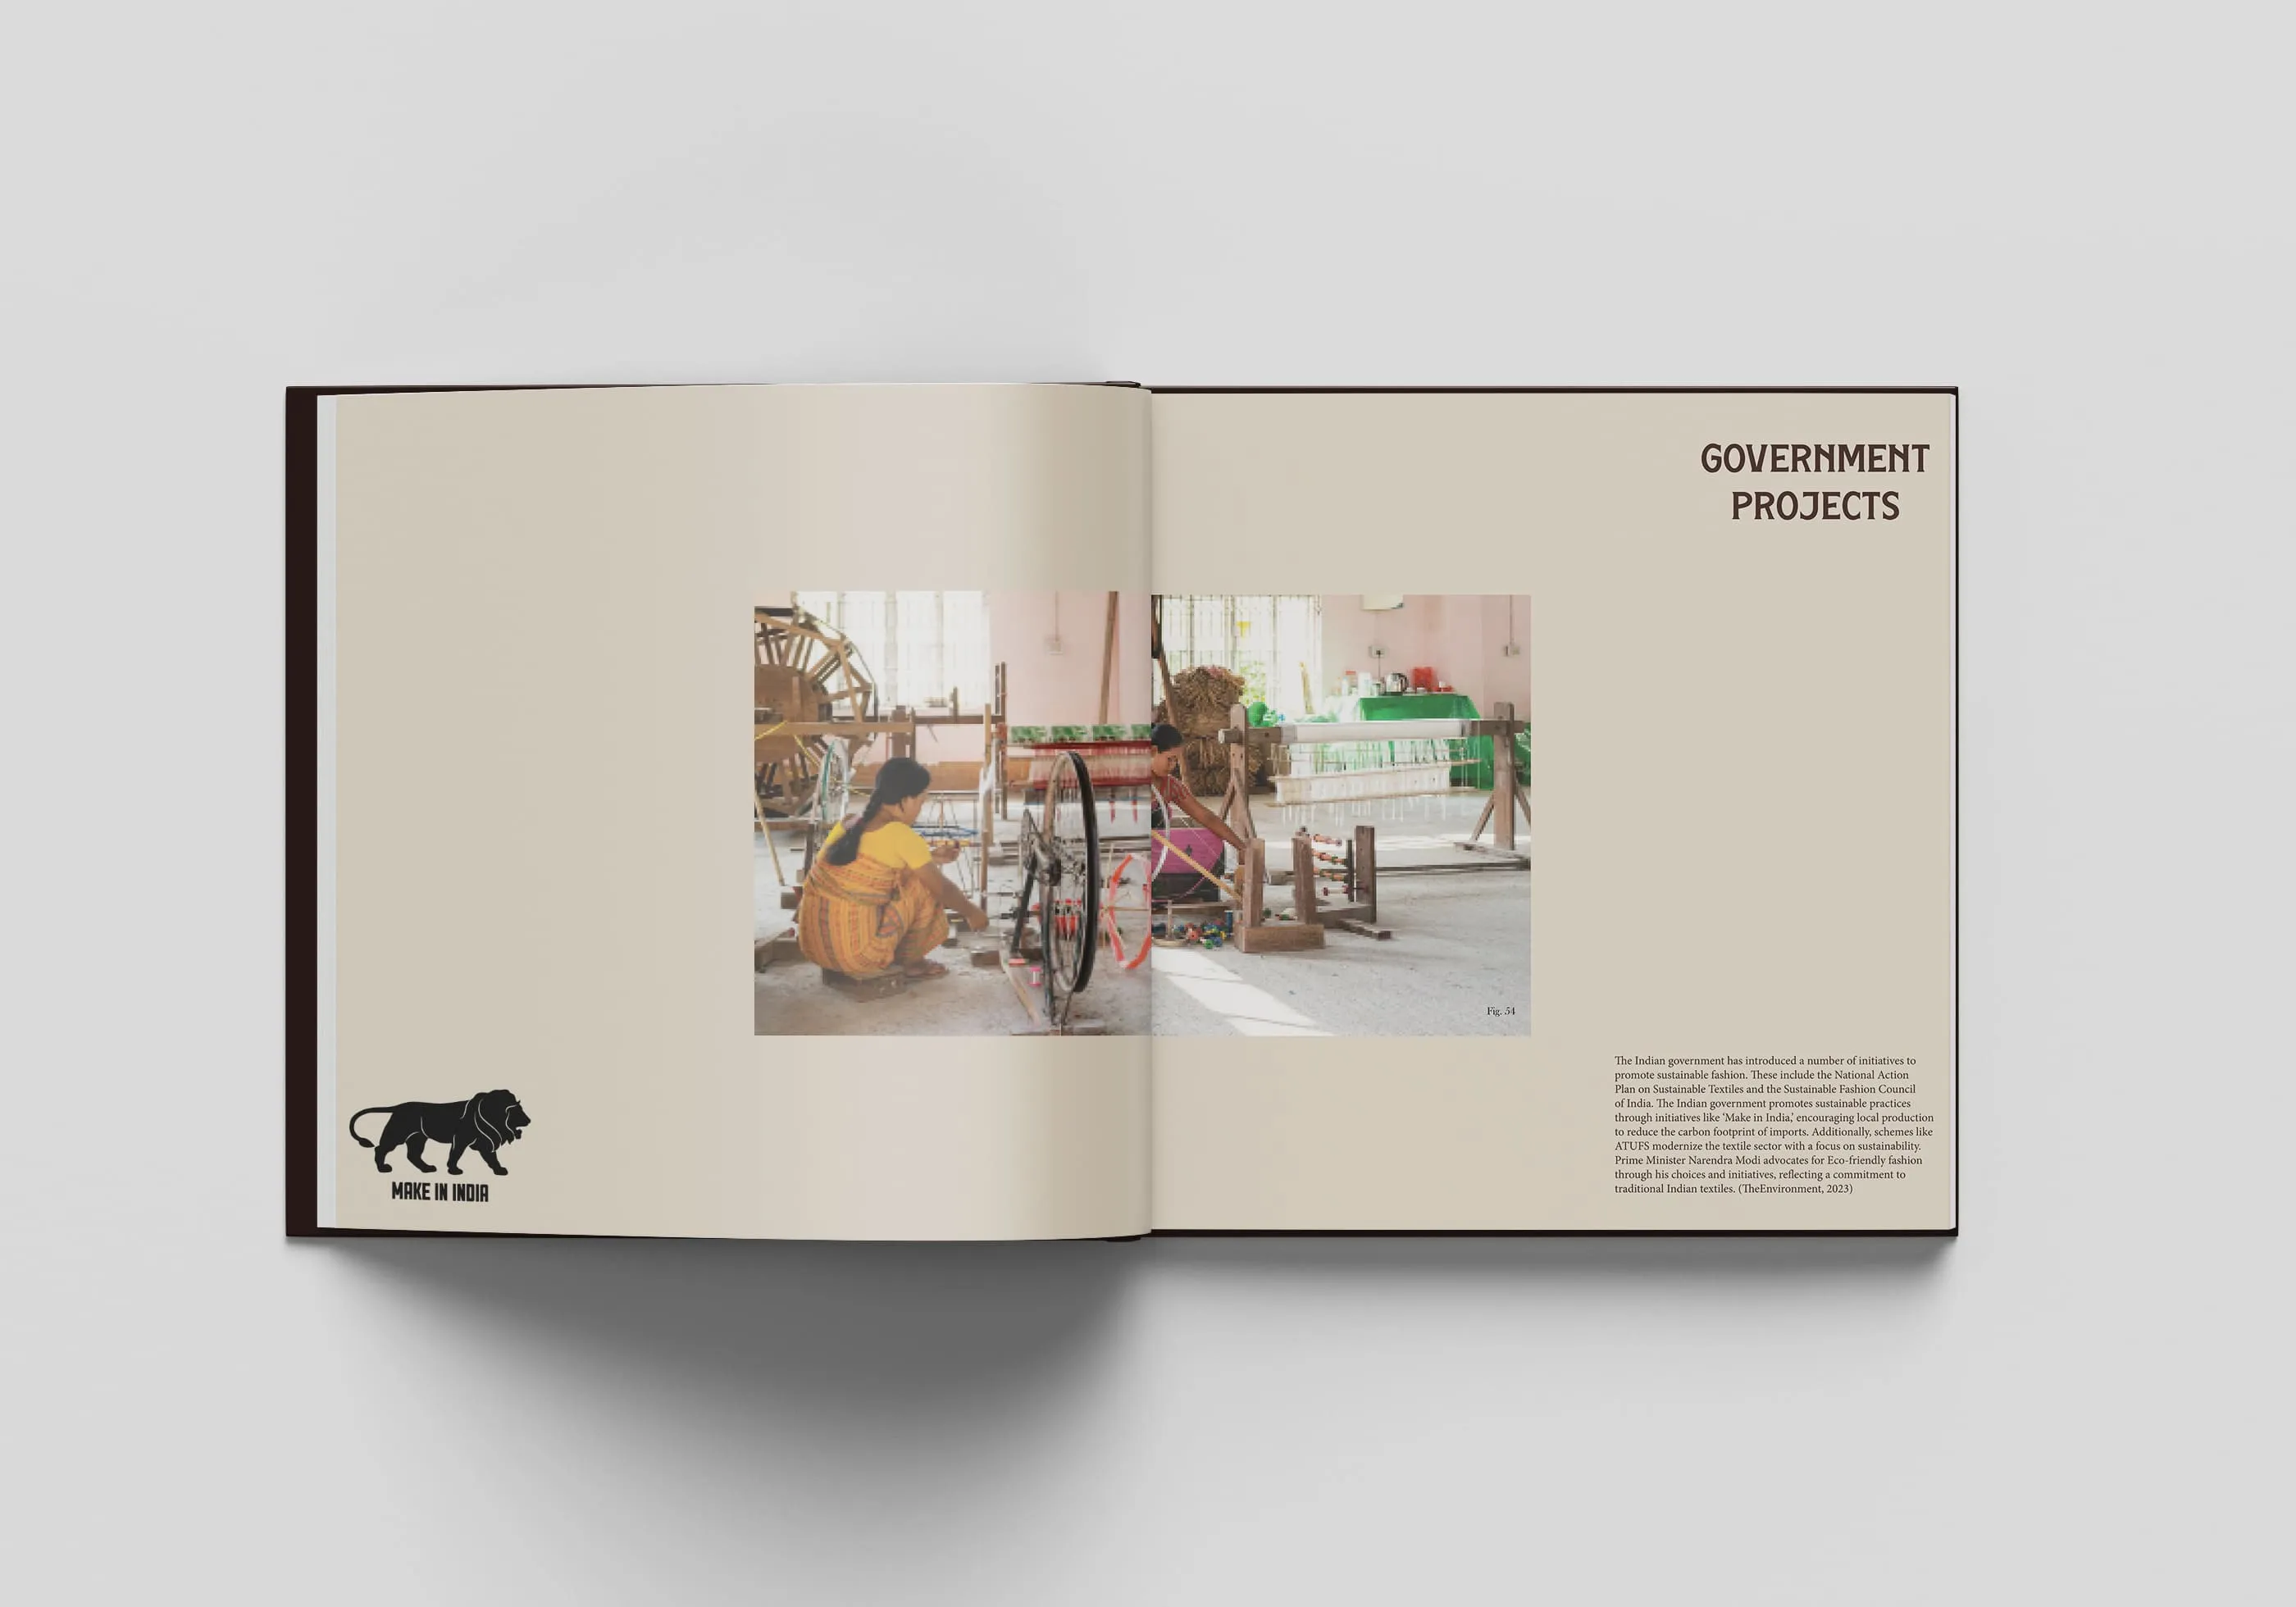 GOVERNMENT
PROJECTS
Fig. 54
The Indian government has introduced a number of initiatives to
promote sustainable fashion. These include the National Action
Plan on Sustainable Textiles and the Sustainable Fashion Council
of India. The Indian government promotes sustainable practices
through initiatives like ‘Make in India,’ encouraging local production
to reduce the carbon footprint of imports. Additionally, schemes like
ATUFS modernize the textile sector with a focus on sustainability.
Prime Minister Narendra Modi advocates for Eco-friendly fashion
through his choices and initiatives, reflecting a commitment to
traditional Indian textiles. (TheEnvironment, 2023)
MAKE IN INDIA